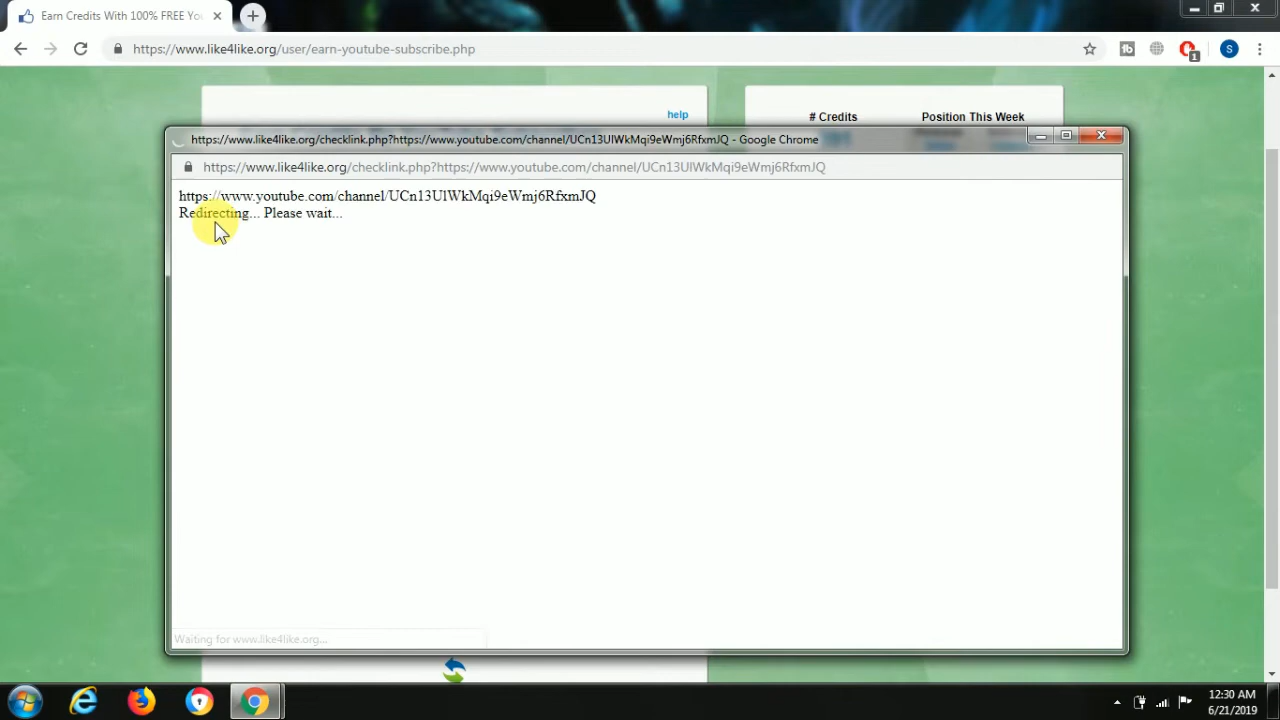 Earn Credits With 100% FREE Yo
https://www.like4like.org/user/earn-youtube-subscribe.php
1
S
help
# Credits
Position This Week
https://www.like4like.org/checklink.php?https://www.youtube.com/channel/UCn13UlWkMqi9eWmj6RfxmJQ - Google Chrome
https://www.like4like.org/checklink.php?https://www.youtube.com/channel/UCn13UlWkMqi9eWmj6RfxmJQ
https://www.youtube.com/channel/UCn13UlWkMqi9eWmj6RfxmJQ
Redirecting... Please wait...
Waiting for www.like4like.org...
12:30 AM
6/21/2019